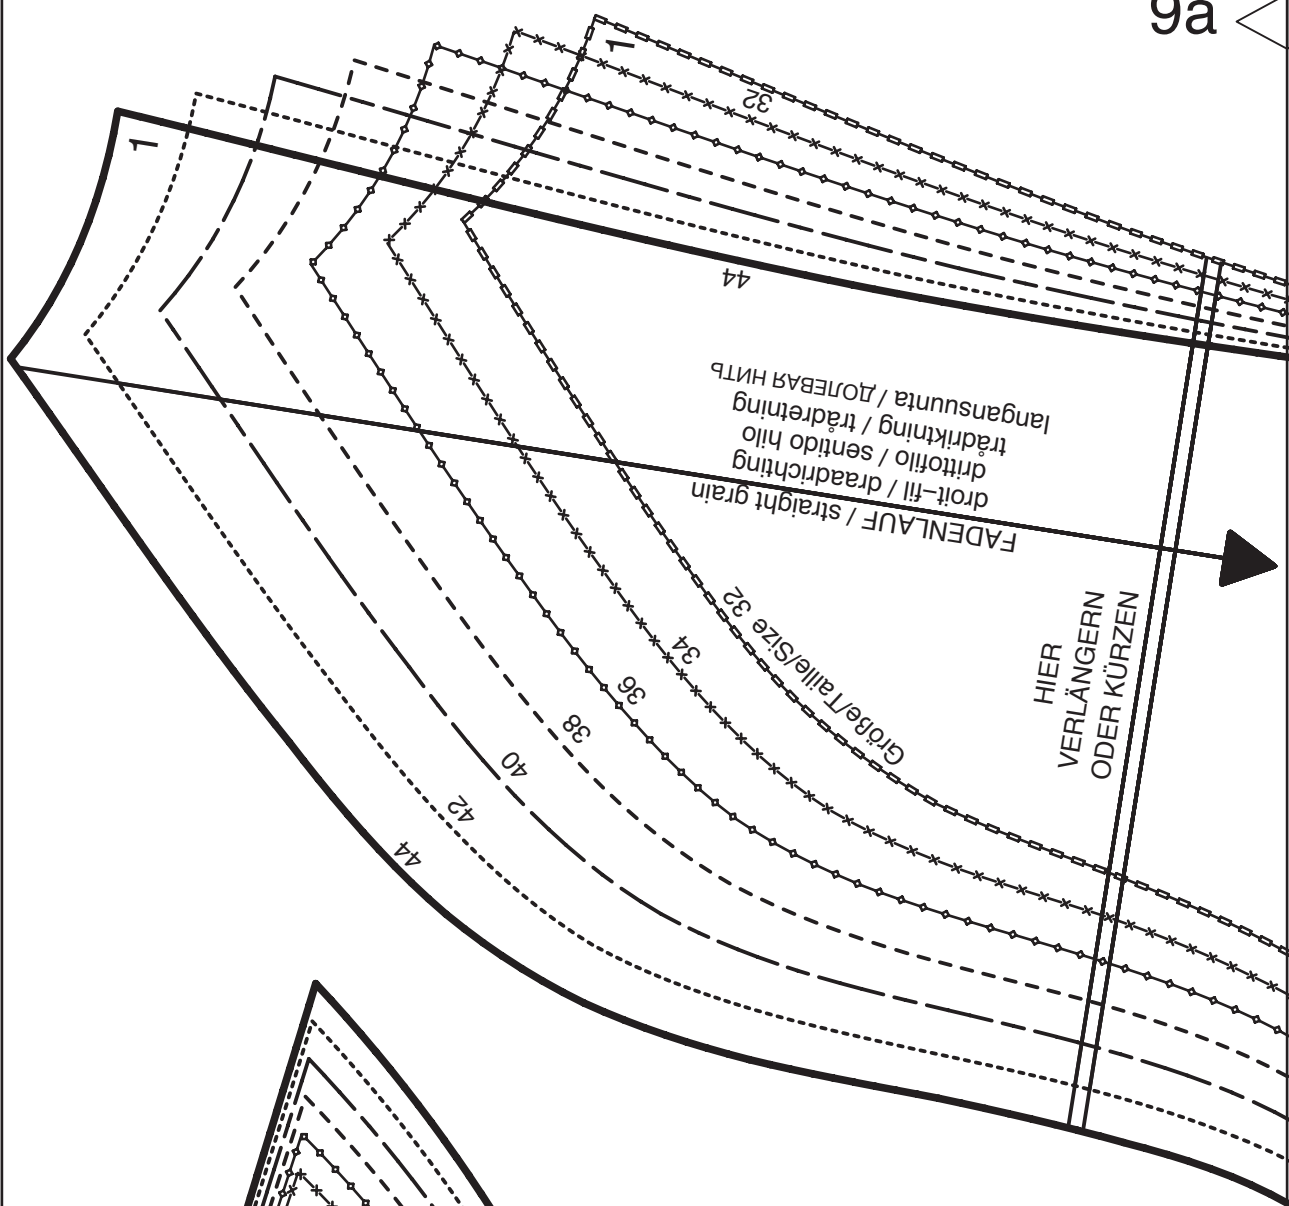 9a
1
1
32
44
FADENLAUF / straight grain
droit-fil / draadrichting
drittofilo / sentido hilo
trådriktning / trådretning
langansuunta / ДОЛЕВАЯ НИТЬ
HIER
VERLÄNGERN
ODER KÜRZEN
Größe/Taille/Size 32
34
36
38
40
42
44